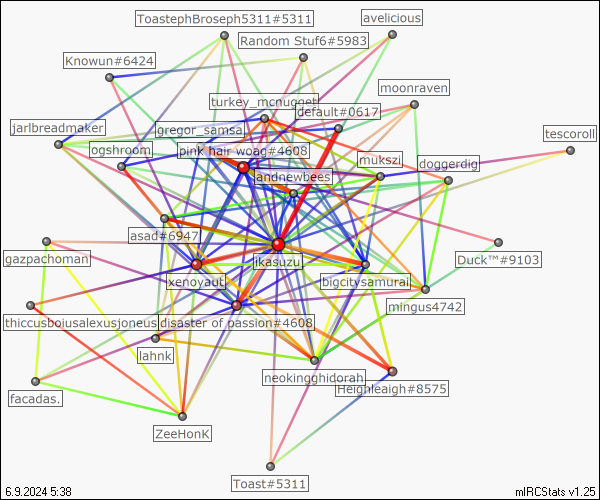 ToastephBroseph5311#5311
avelicious
Random Stuf6#5983
Knowun#6424
moonraven
turkey_mcnugget
default#0617
jarlbreadmaker
gregor_samsa
tescoroll
ogshroom
pink hair woag#4608
mukszi
doggerdig
andnewbees
asad#6947
gazpachoman
jkasuzu
Duck™#9103
xenoyaut
bigcitysamurai
mingus4742
thiccusboiusalexusjoneus
disaster of passion#4608
lahnk
neokingghidorah
Heighleaigh#8575
facadas.
ZeeHonK
Toast#5311
6.9.2024 5:38
mIRCStats v1.25